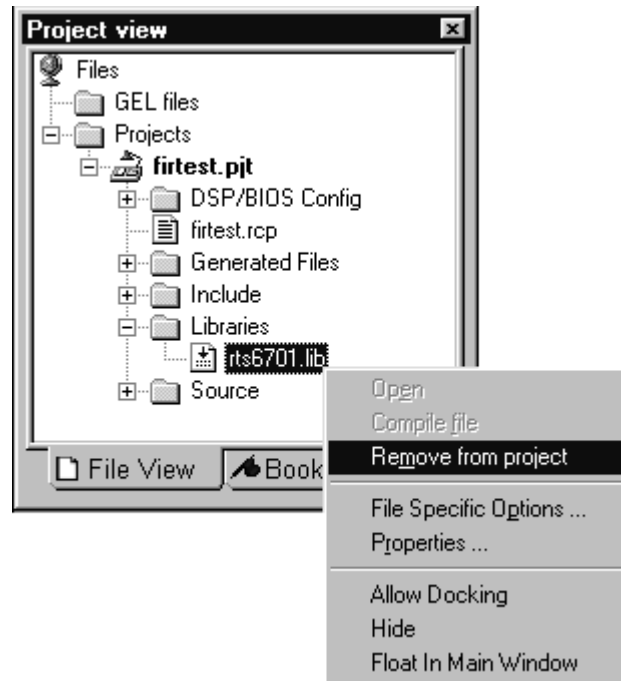 Project view
Files
GEL files
Projects
firtest.pjt
DSP/BIOS Config
firtest.rcp
Generated Files
Include
Libraries
rts6701.lib
Source
File View
Book
Open
Compile file
Remove from project
File Specific Options ...
Properties ...
Allow Docking
Hide
Float In Main Window